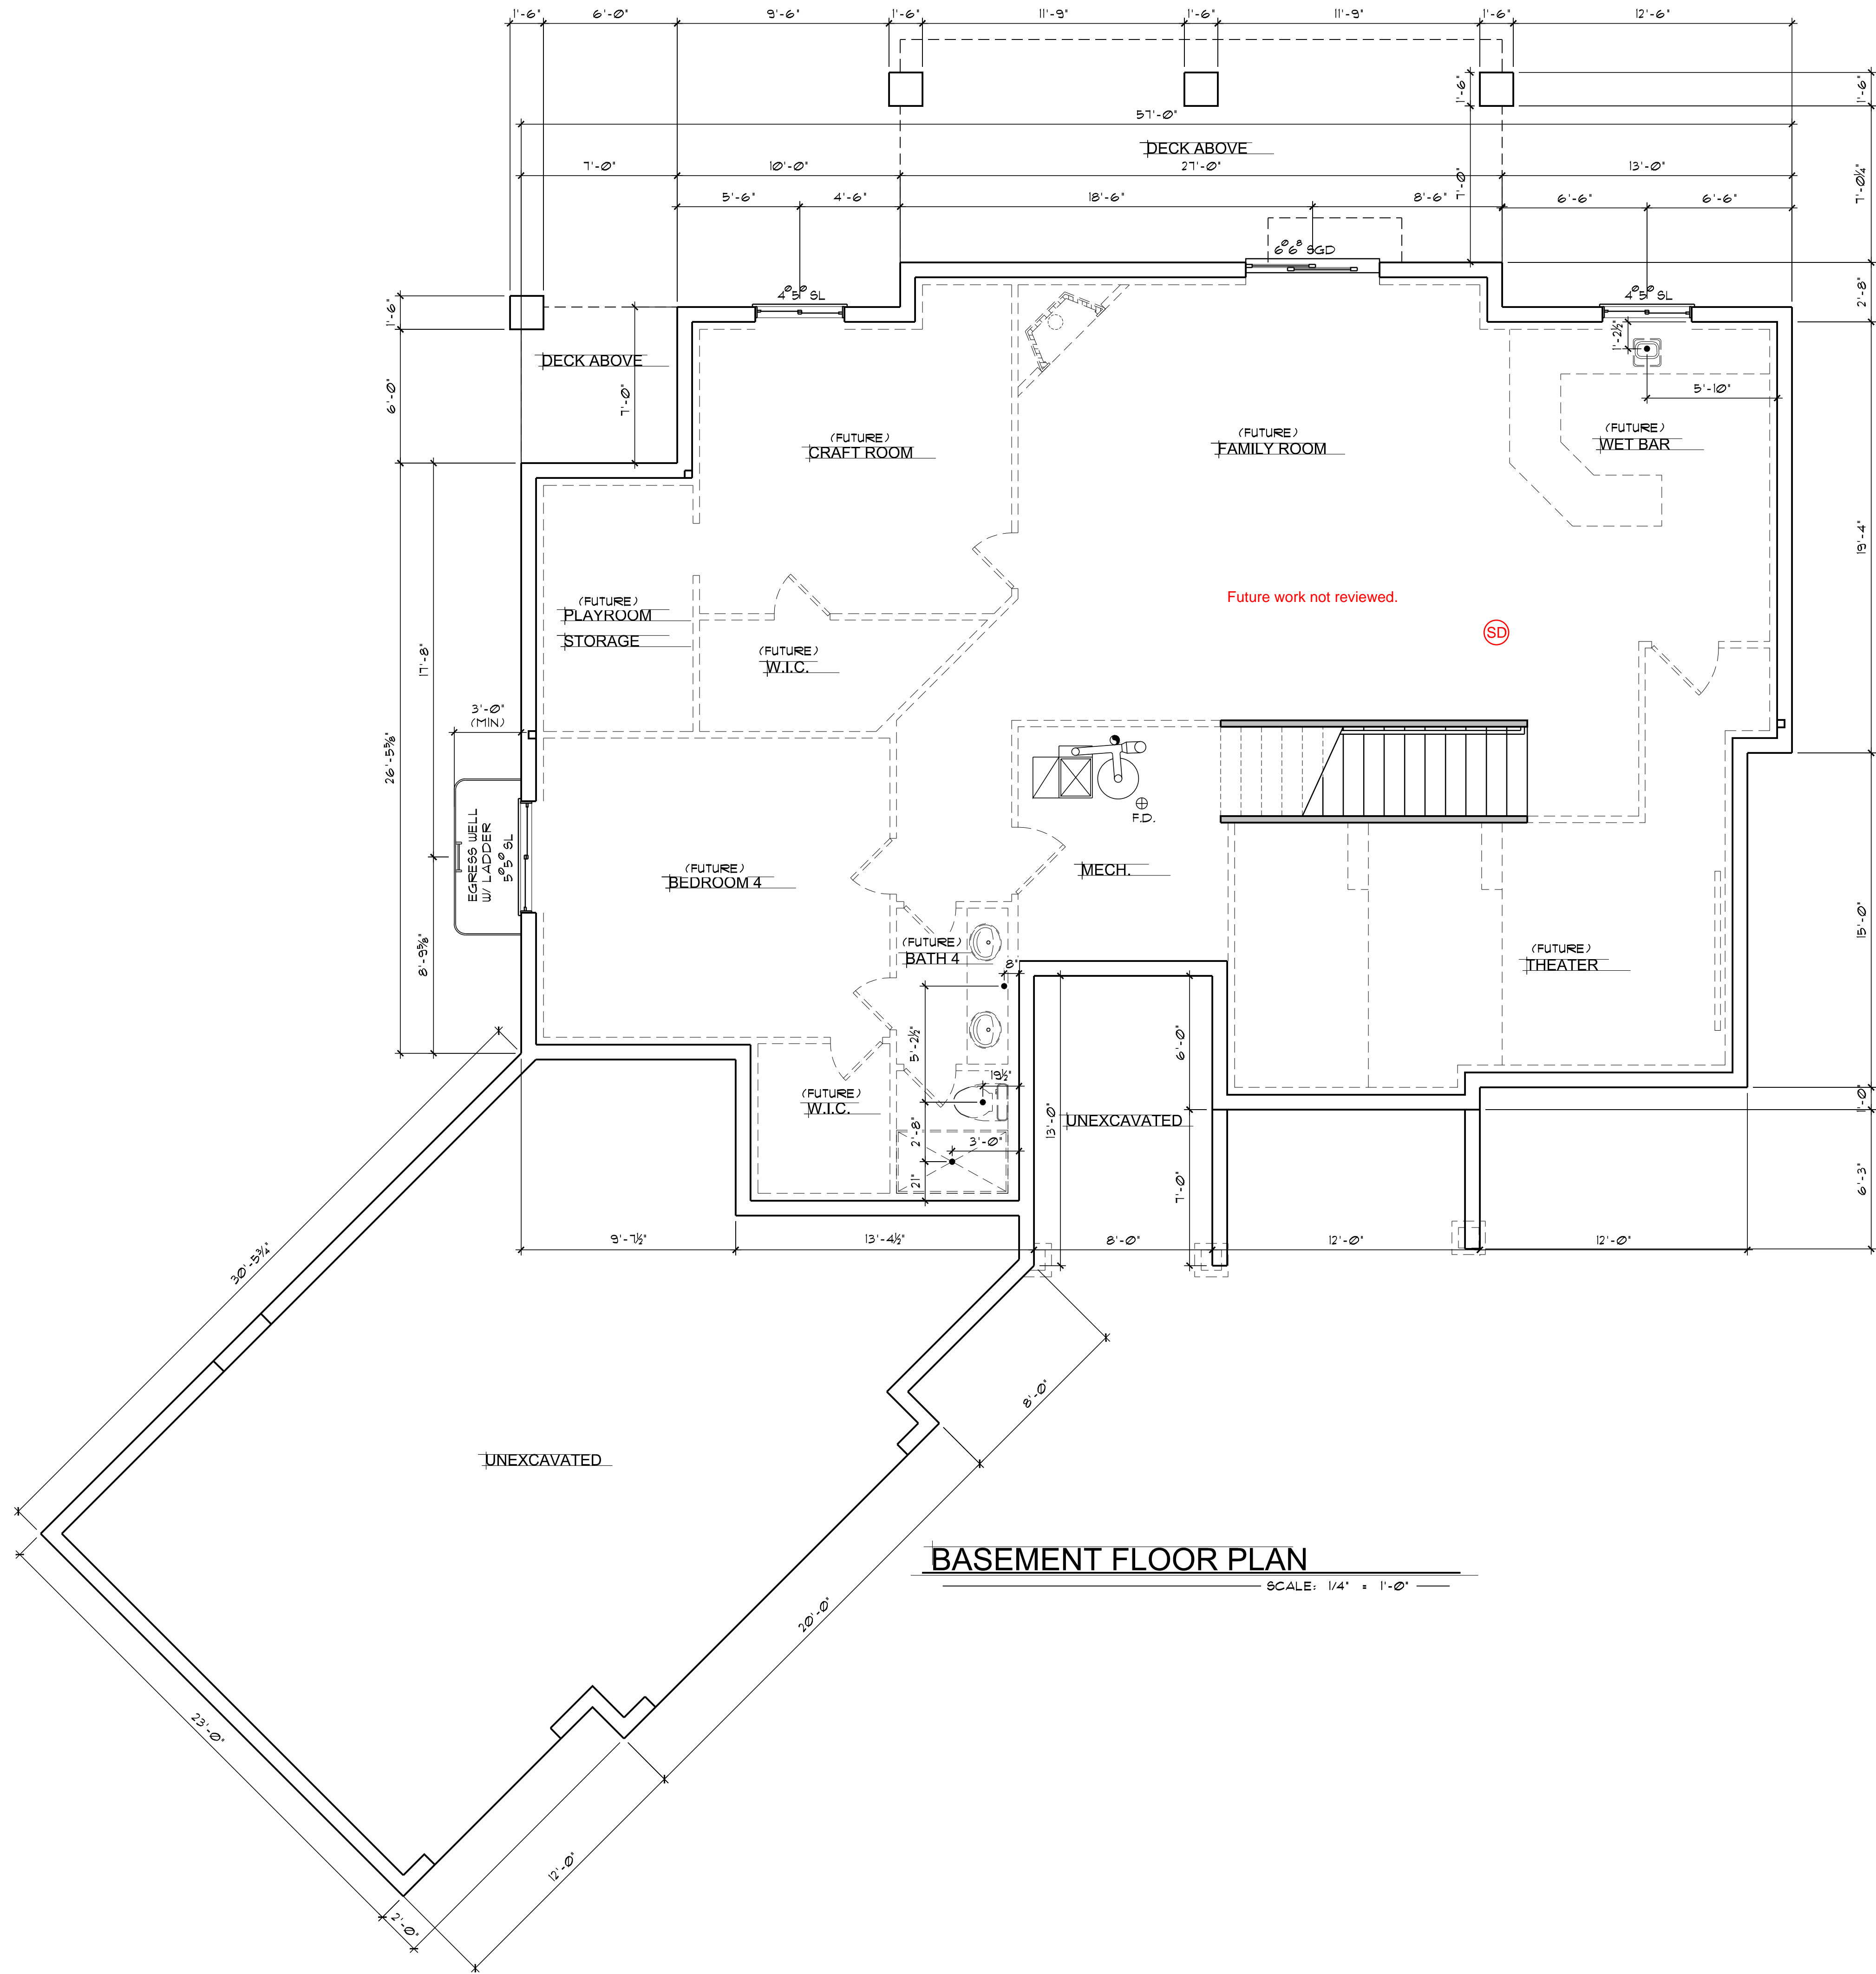 1'-6" 6'-0" 9'-6" 1'-6" 11'-9" 1'-6" 11'-9" 1'-6" 12'-6"
1'-6" 1'-6"
57'-0"
DECK ABOVE
7'-0" 10'-0" 27'-0" 13'-0"
7'-0" 7'-0¼"
5'-6" 4'-6" 18'-6" 8'-6" 6'-6" 6'-6"
6⁰6⁸ SGD
4⁰5⁰ SL 4⁰5⁰ SL
2'-8"
1'-6"
1'-2½"
DECK ABOVE
6'-0" 7'-0"
5'-10"
(FUTURE)
CRAFT ROOM
(FUTURE)
FAMILY ROOM
(FUTURE)
WET BAR
19'-4"
Future work not reviewed.
SD
(FUTURE)
PLAYROOM
STORAGE
(FUTURE)
W.I.C.
17'-8"
3'-0"
(MIN)
26'-5⅝"
EGRESS WELL
W/ LADDER
5⁰5⁰ SL
F.D.
MECH.
(FUTURE)
BEDROOM 4
(FUTURE)
BATH 4
8"
(FUTURE)
THEATER
15'-0"
8'-9⅝"
5'-2½"
6'-0"
19½"
(FUTURE)
W.I.C.
1'-0"
13'-0"
UNEXCAVATED
2'-8"
3'-0"
21"
7'-0"
6'-3"
9'-7½" 13'-4½" 8'-0" 12'-0" 12'-0"
30'-5¾"
8'-0"
UNEXCAVATED
BASEMENT FLOOR PLAN
SCALE: 1/4" = 1'-0"
20'-0"
23'-0"
12'-0"
2'-0"